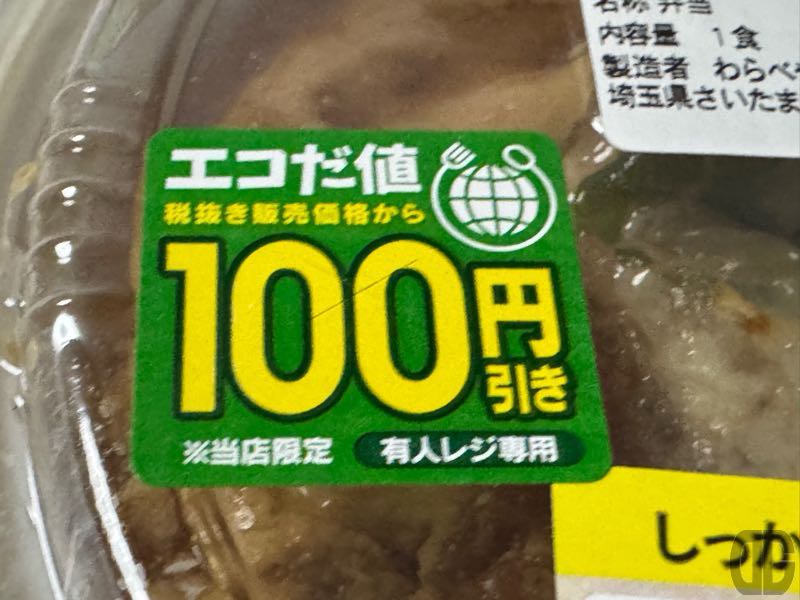 名称 弁当
内容量 1食
製造者 わらべや
埼玉県さいたま
エコだ値
税抜き販売価格から
100円
引き
※当店限定 有人レジ専用
しっか